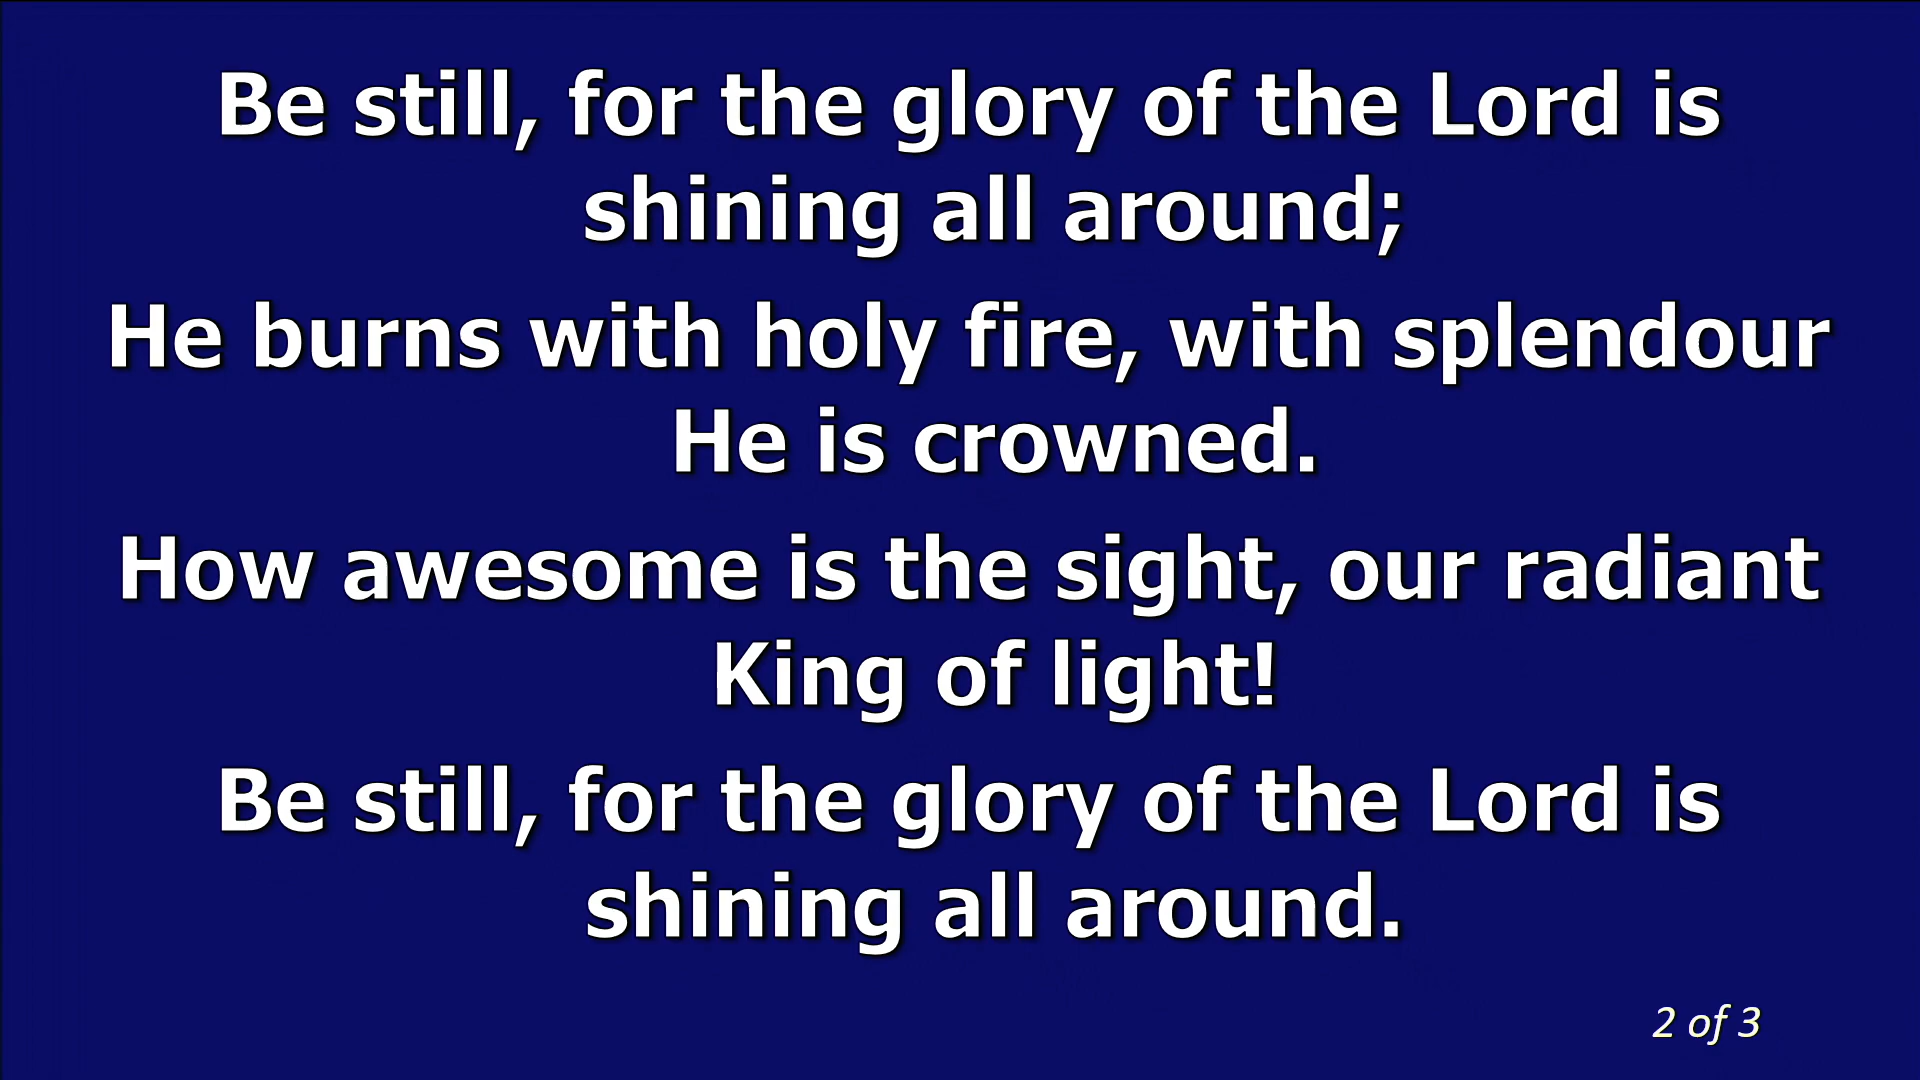 Be still, for the glory of the Lord is
shining all around;
He burns with holy fire, with splendour
He is crowned.
How awesome is the sight, our radiant
King of light!
Be still, for the glory of the Lord is
shining all around.
2 of 3